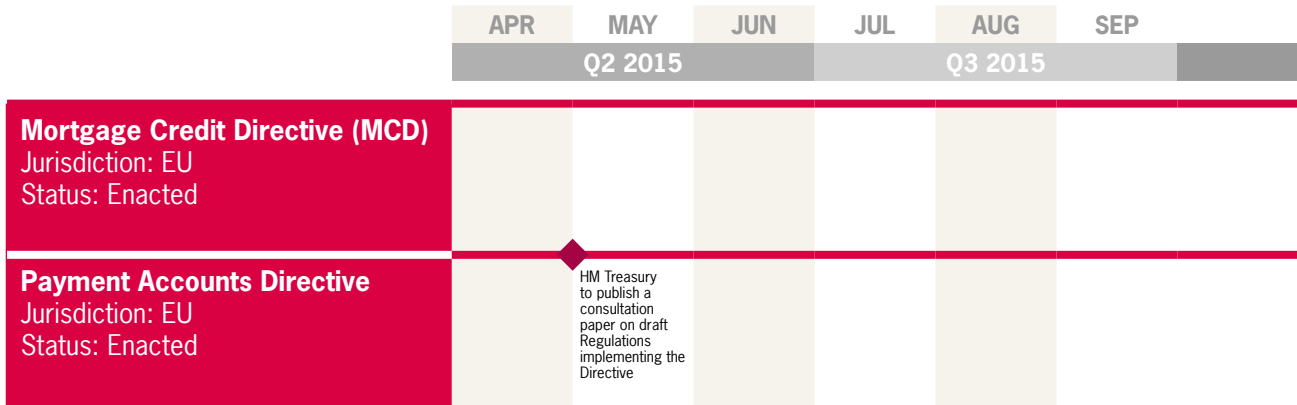 APR MAY JUN JUL AUG SEP
Q2 2015 Q3 2015
Mortgage Credit Directive (MCD)
Jurisdiction: EU
Status: Enacted
Payment Accounts Directive
Jurisdiction: EU
Status: Enacted
HM Treasury
to publish a
consultation
paper on draft
Regulations
implementing the
Directive